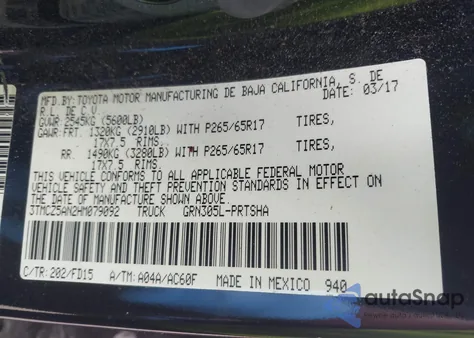 MFD.BY: TOYOTA MOTOR MANUFACTURING DE BAJA CALIFORNIA, S. DE
R.L. DE C.V. DATE: 03/17
GVWR 2545KG (5600LB)
GAWR: FRT. 1320KG (2910LB) WITH P265/65R17 TIRES,
17X7.5 RIMS,
RR. 1490KG (3280LB) WITH P265/65R17 TIRES,
17X7.5 RIMS.
THIS VEHICLE CONFORMS TO ALL APPLICABLE FEDERAL MOTOR
VEHICLE SAFETY AND THEFT PREVENTION STANDARDS IN EFFECT ON
THE DATE OF MANUFACTURE SHOWN ABOVE.
3TMCZ5AN2HM079092 TRUCK GRN305L-PRTSHA
C/TR: 202/FD15 A/TM: A04A/AC60F MADE IN MEXICO 940
autoSnap